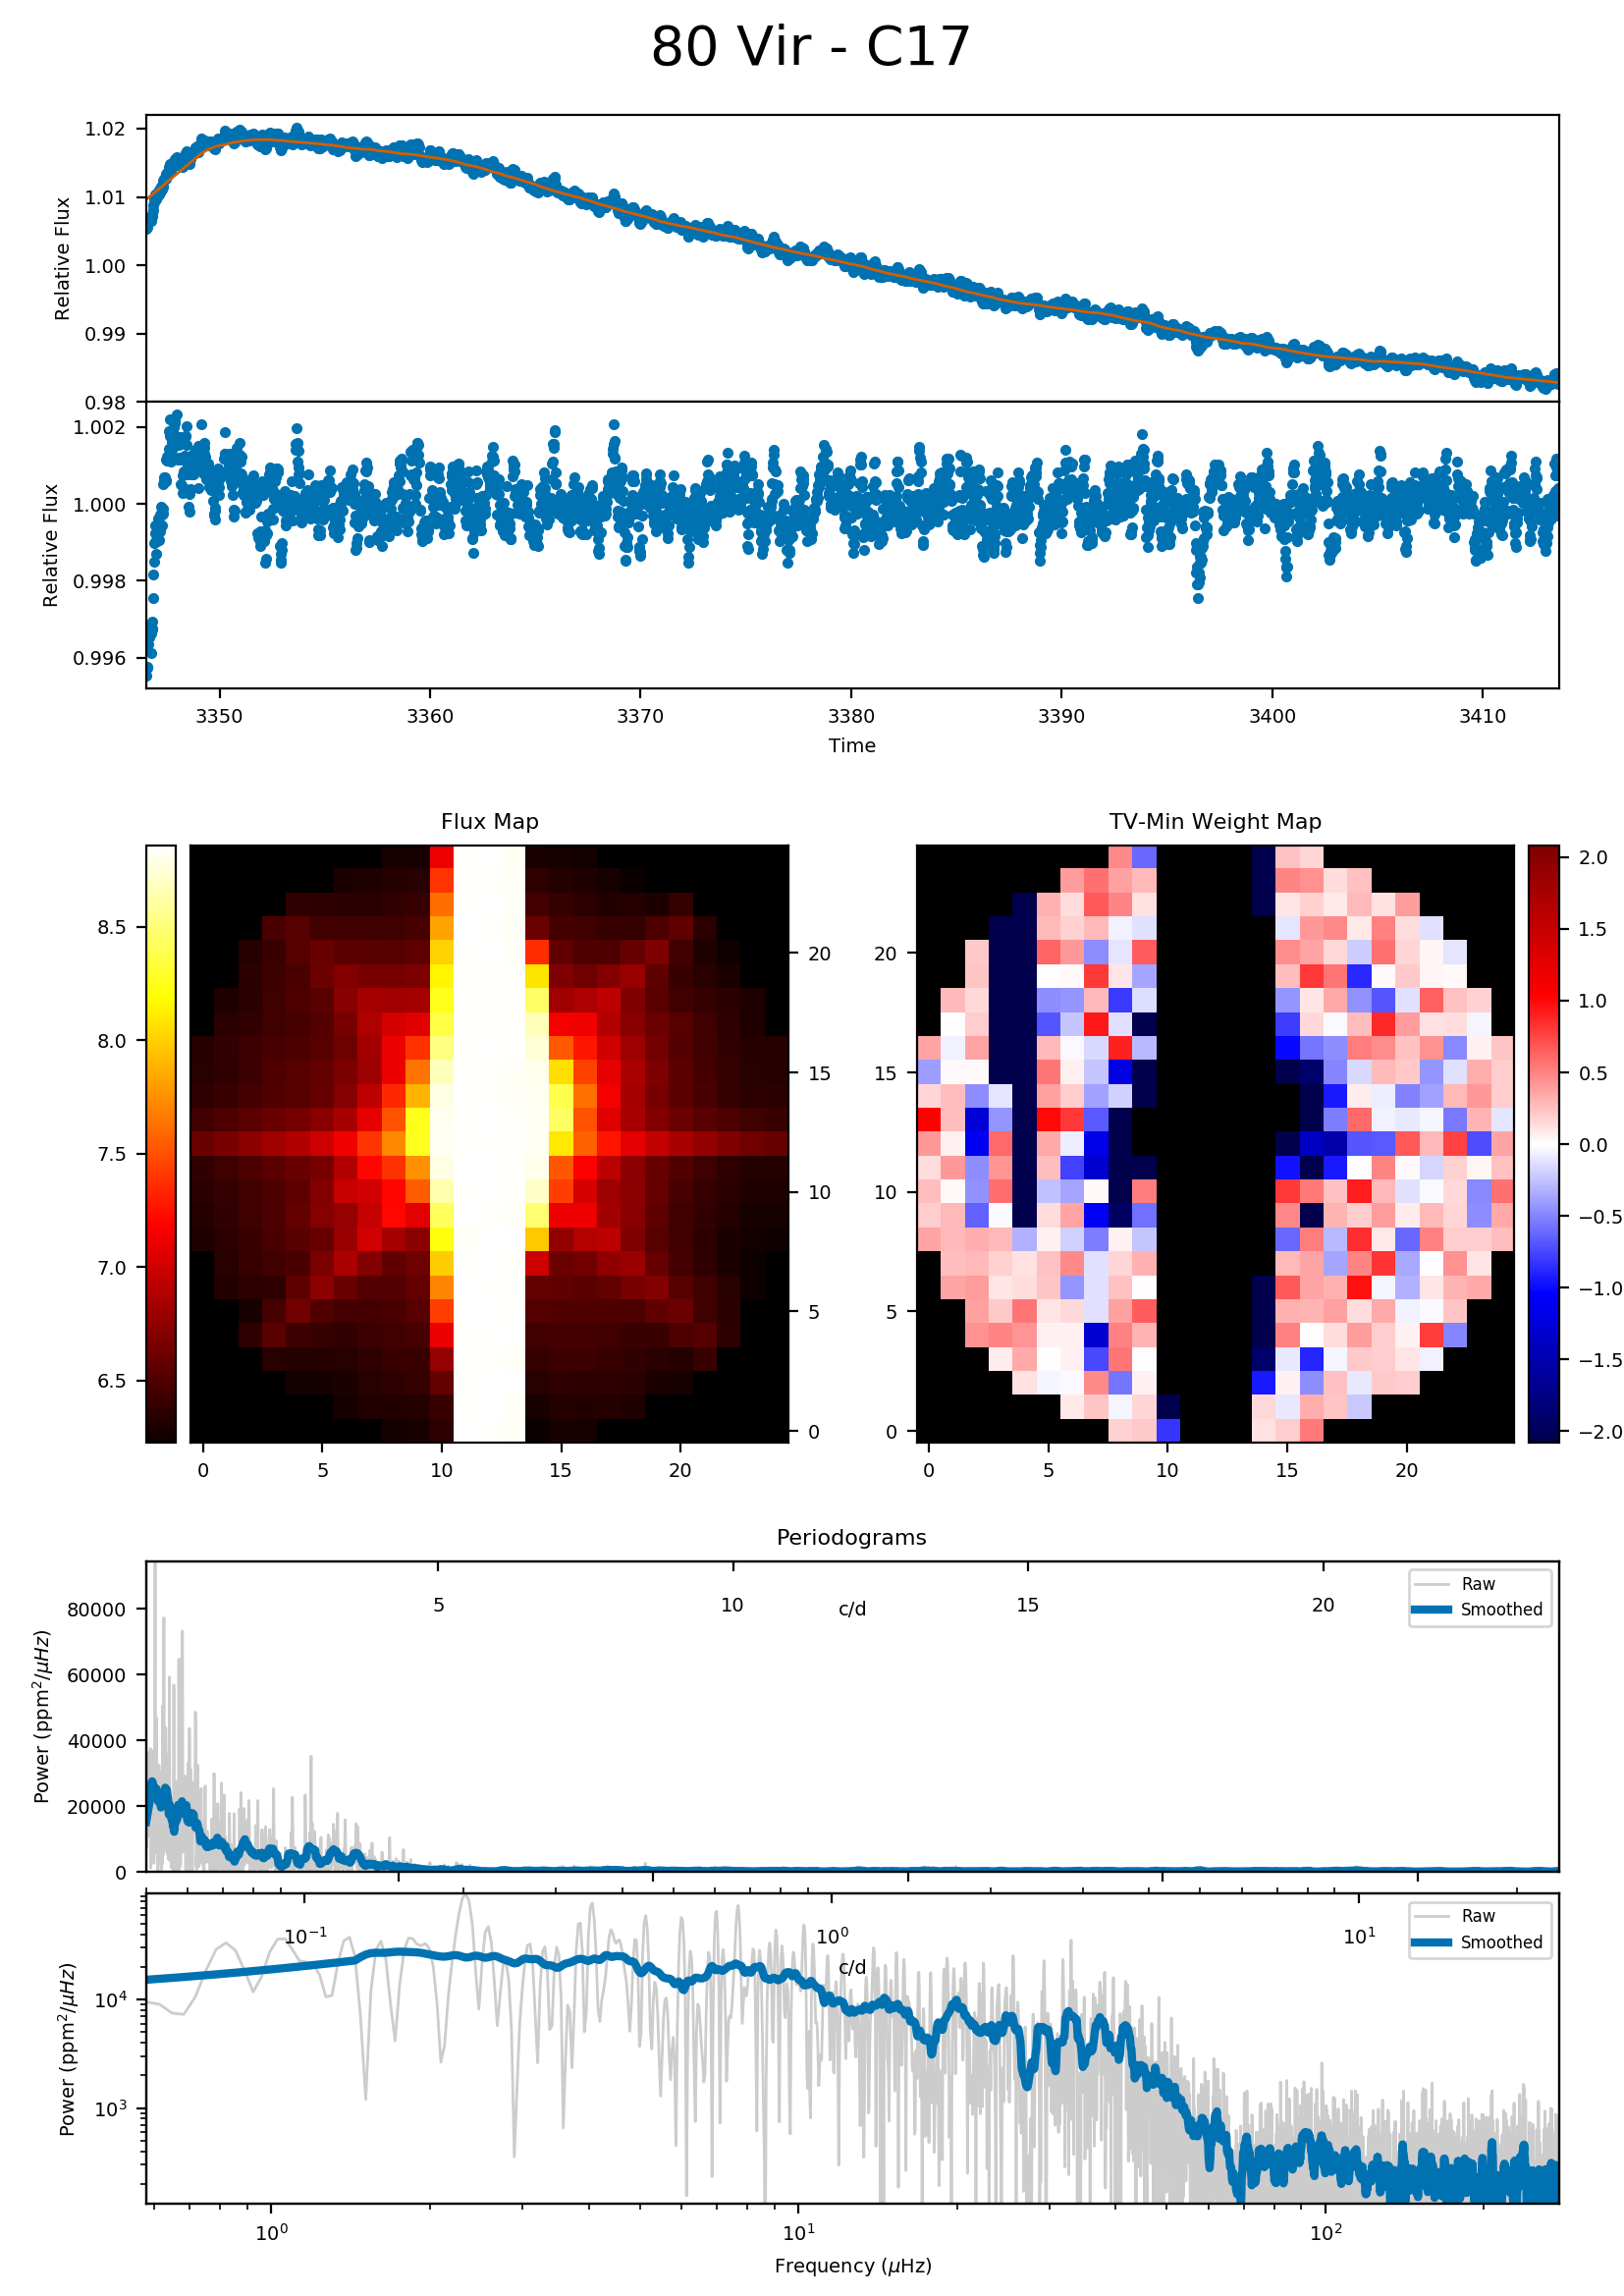 80 Vir - C17
1.02
1.01
1.00
0.99
0.98
Relative Flux
1.002
1.000
0.998
0.996
Relative Flux
3350 3360 3370 3380 3390 3400 3410
Time
Flux Map
8.5
8.0
7.5
7.0
6.5
20
15
10
5
0
0 5 10 15 20
TV-Min Weight Map
20
15
10
5
0
0 5 10 15 20
2.0
1.5
1.0
0.5
0.0
−0.5
−1.0
−1.5
−2.0
Periodograms
5 10 15 20
c/d
Raw
Smoothed
80000
60000
40000
20000
0
Power (ppm²/μHz)
10⁻¹ 10⁰ 10¹
c/d
Raw
Smoothed
10⁴
10³
Power (ppm²/μHz)
10⁰ 10¹ 10²
Frequency (μHz)